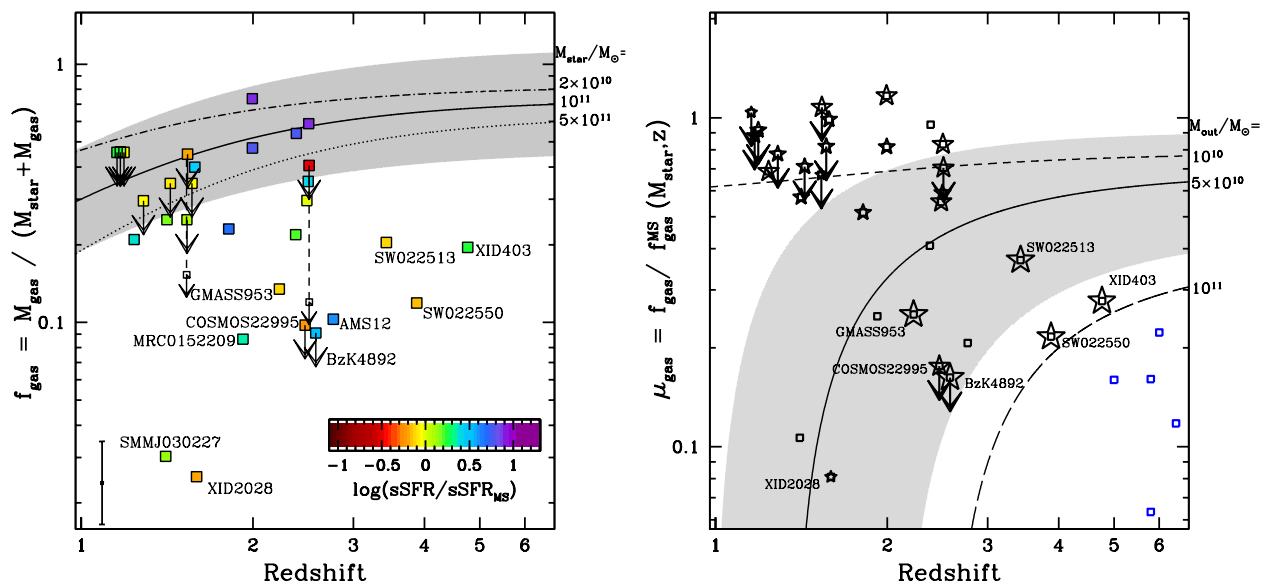 f_gas = M_gas / (M_star+M_gas)
1
0.1
M_star/M_⊙=
2×10^10
10^11
5×10^11
SW022513
XID403
GMASS953
SW022550
COSMOS22995
AMS12
MRC0152209
BzK4892
SMMJ030227
XID2028
−1 −0.5 0 0.5 1
log(sSFR/sSFR_MS)
1 2 3 4 5 6
Redshift
μ_gas = f_gas/ f_gas^MS (M_star,z)
1
0.1
M_out/M_⊙=
10^10
5×10^10
10^11
SW022513
XID403
GMASS953
SW022550
COSMOS22995
BzK4892
XID2028
1 2 3 4 5 6
Redshift